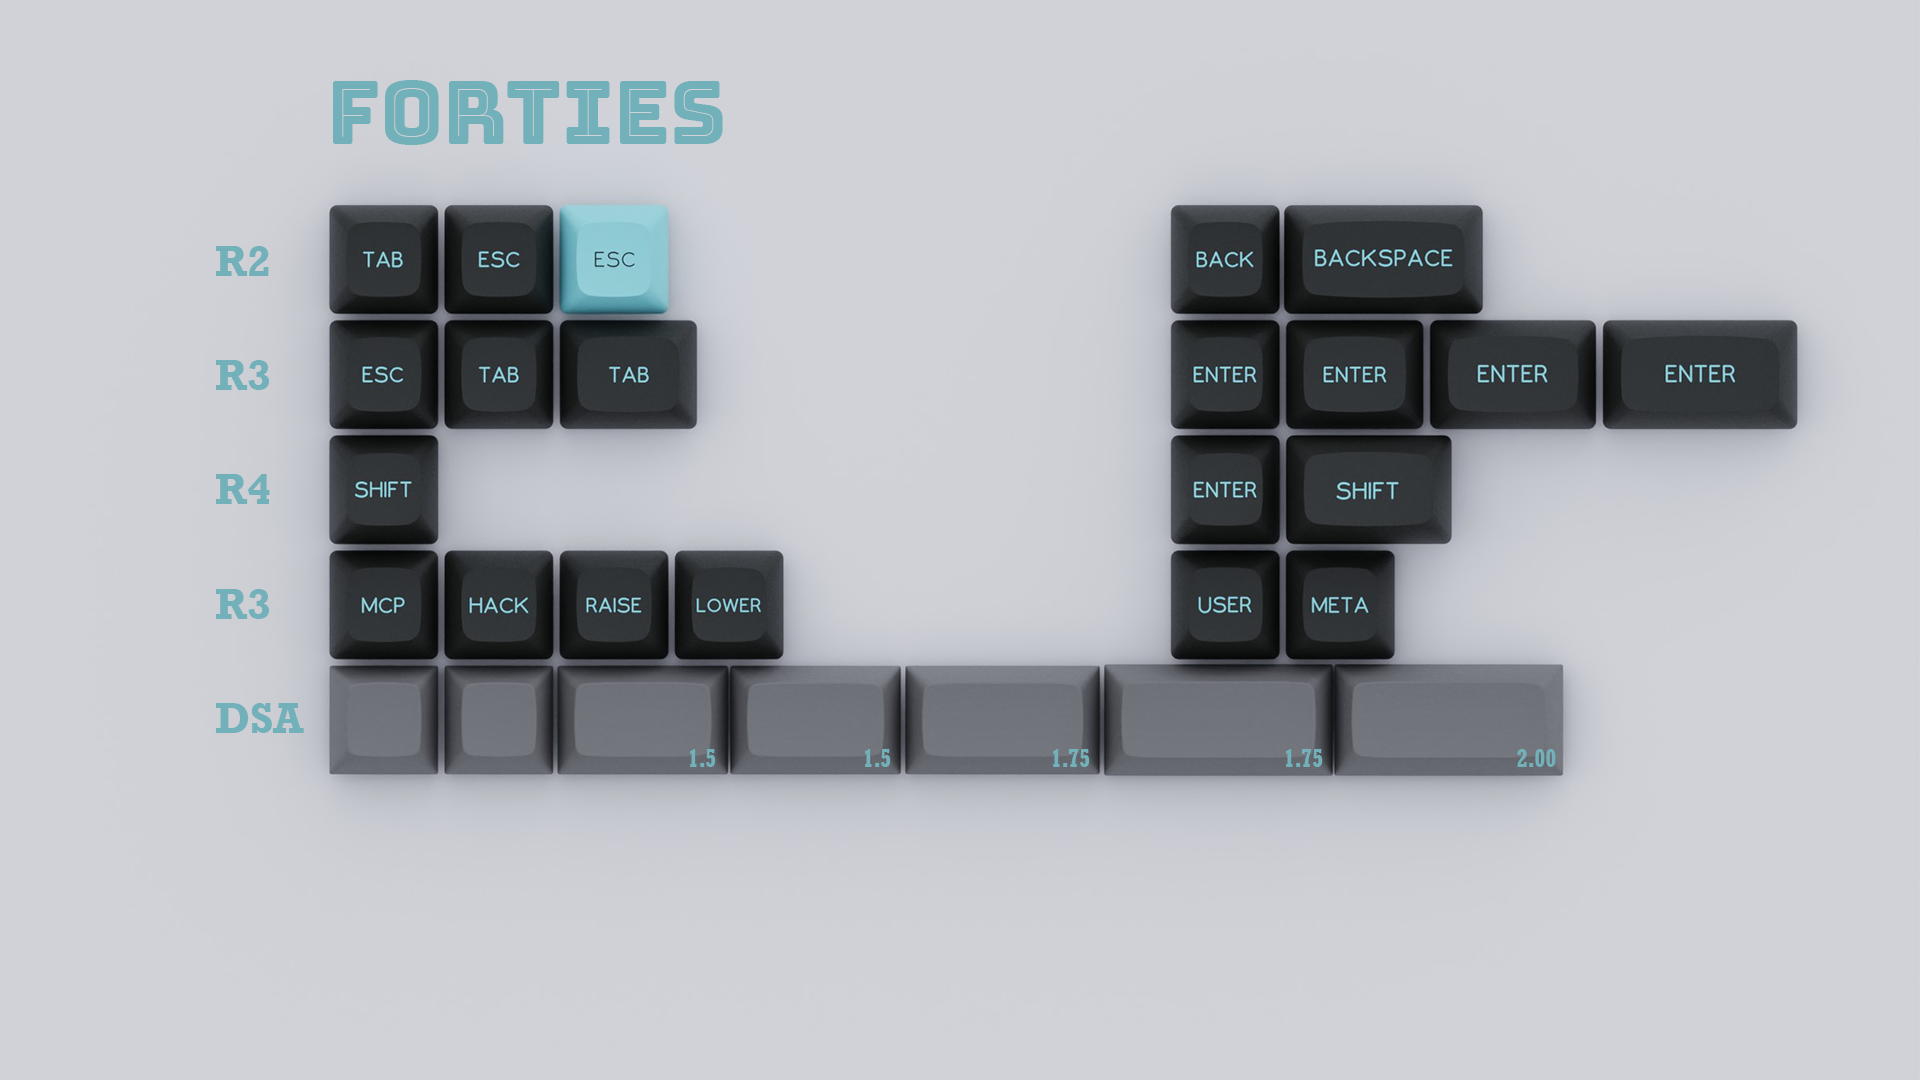 FORTIES
R2 TAB ESC ESC BACK BACKSPACE
R3 ESC TAB TAB ENTER ENTER ENTER ENTER
R4 SHIFT ENTER SHIFT
R3 MCP HACK RAISE LOWER USER META
DSA 1.5 1.5 1.75 1.75 2.00